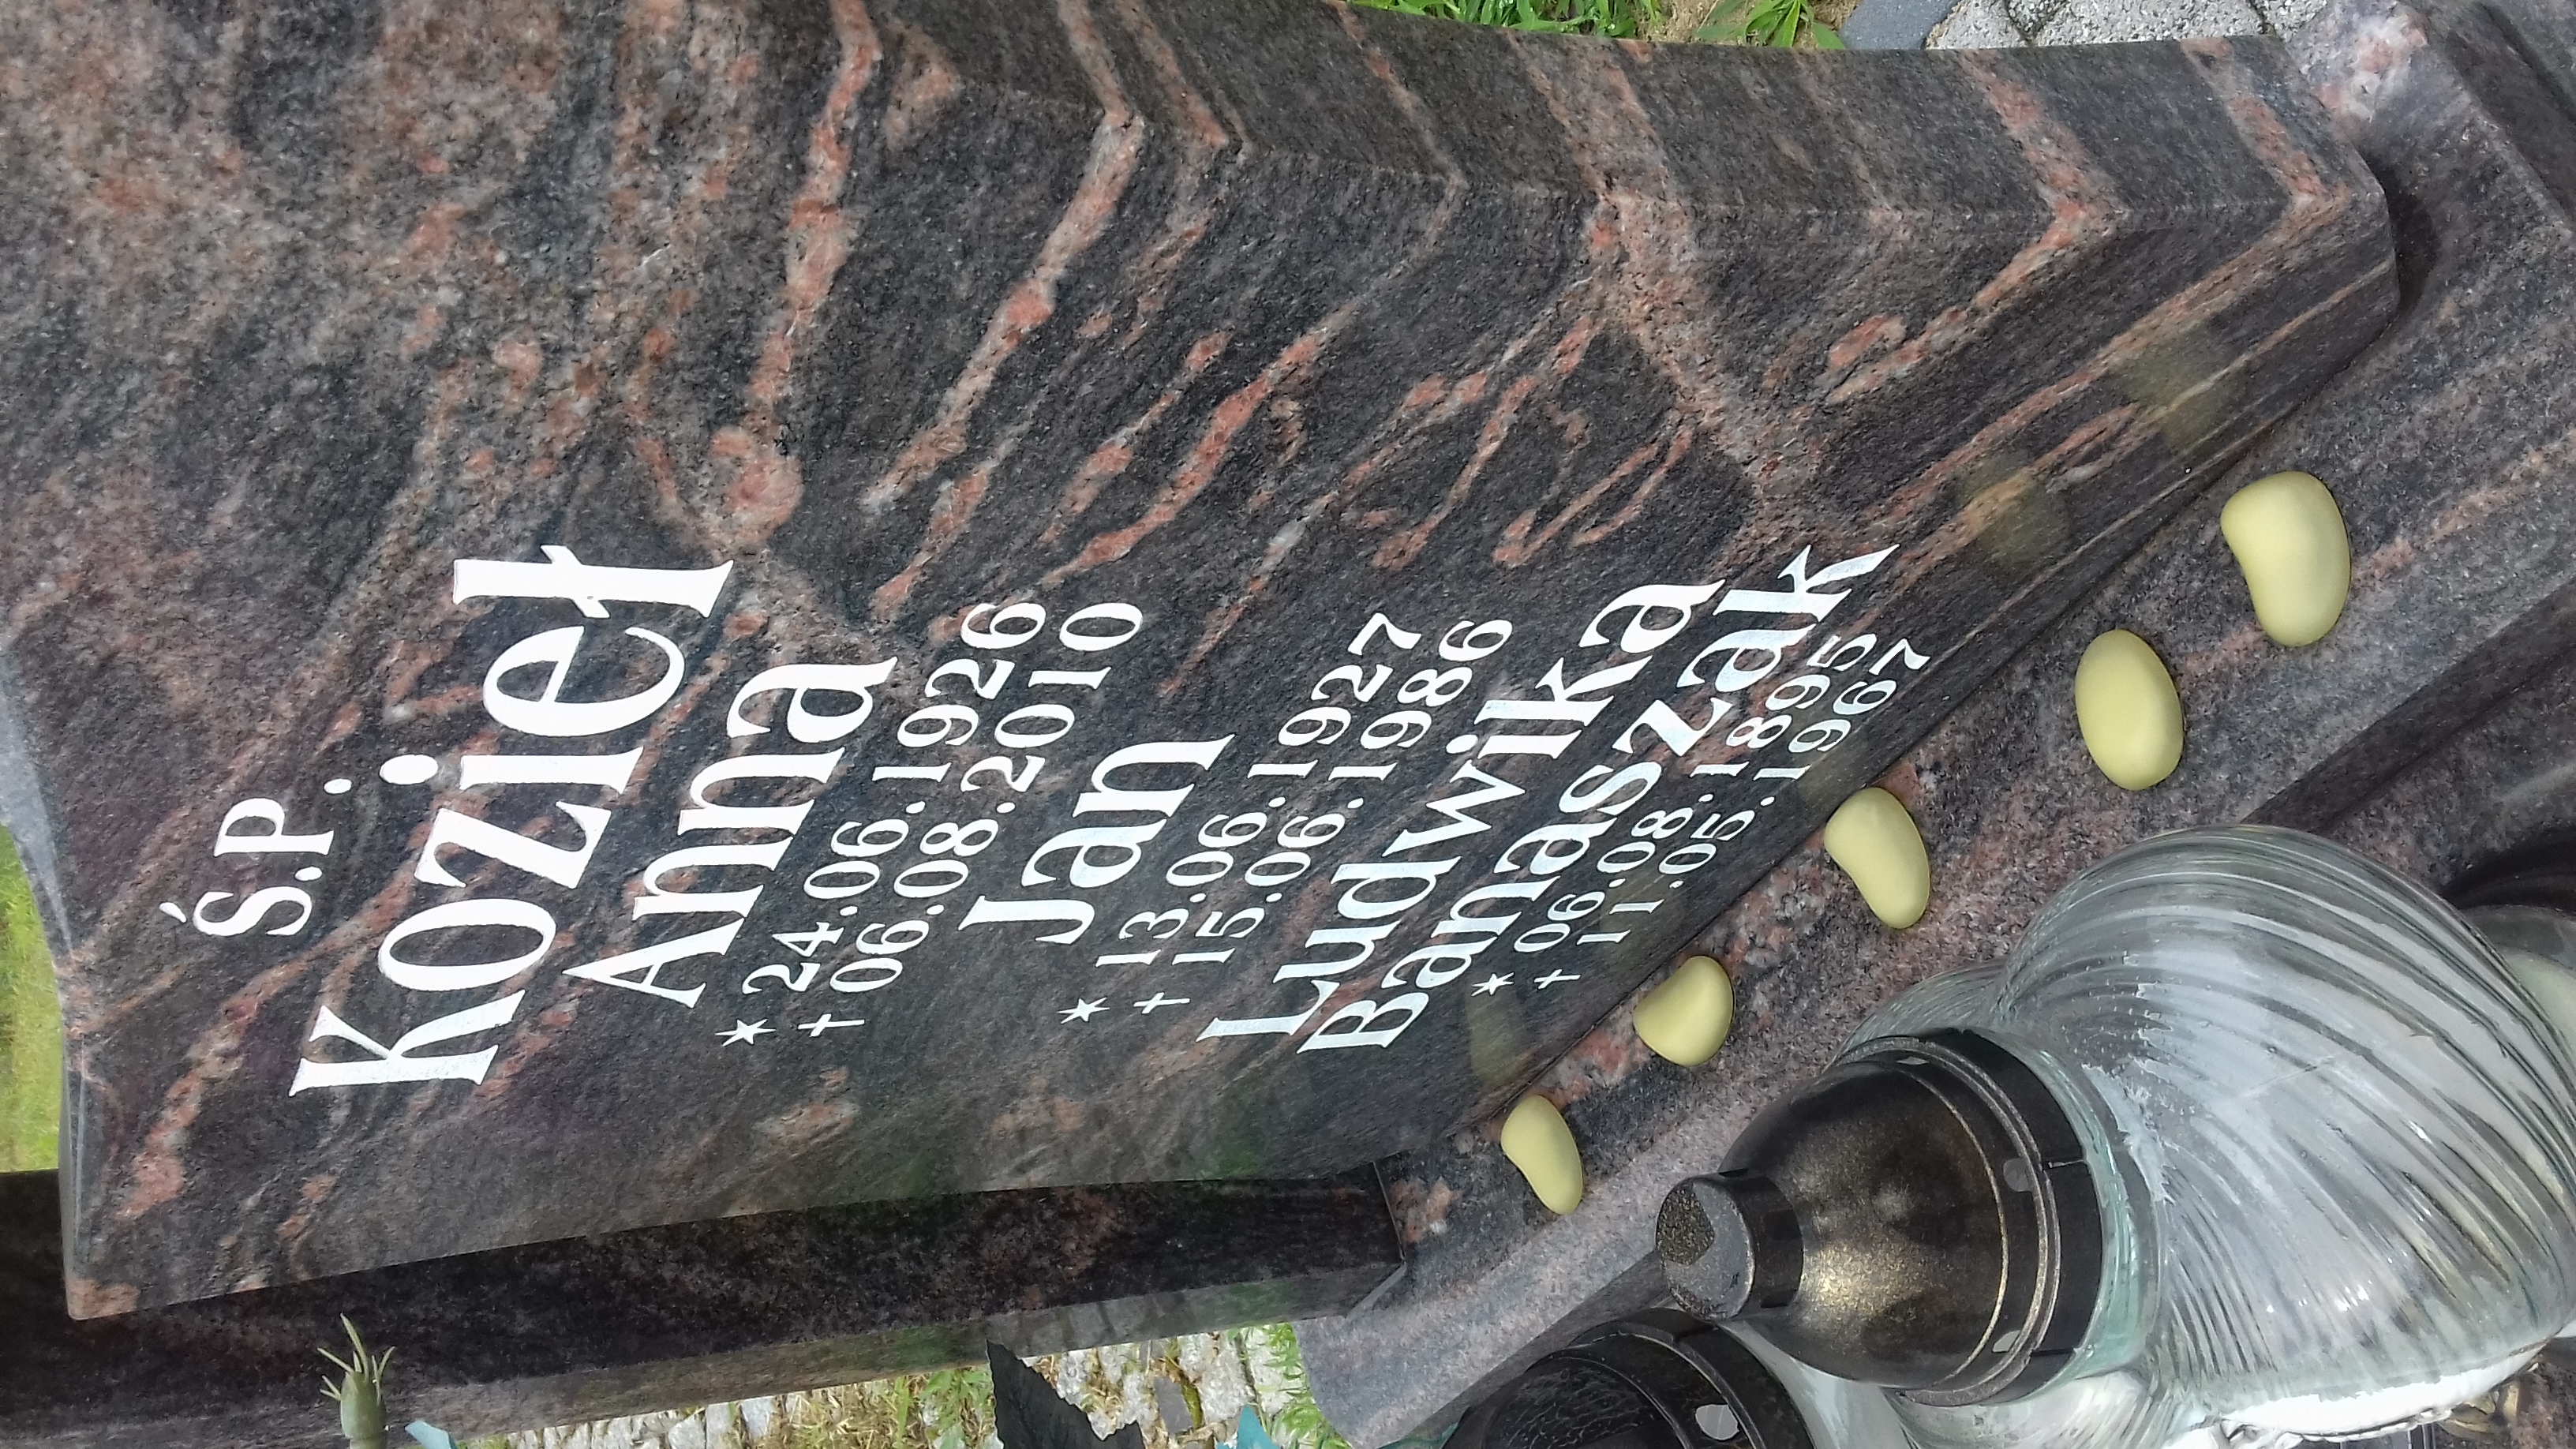 Ś.P.
Kozieł
Anna
* 24.06.1926
† 06.08.2010
Jan
* 13.06.1927
† 15.06.1986
Ludwika
Banaszak
* 06.08.1895
† 11.05.1967